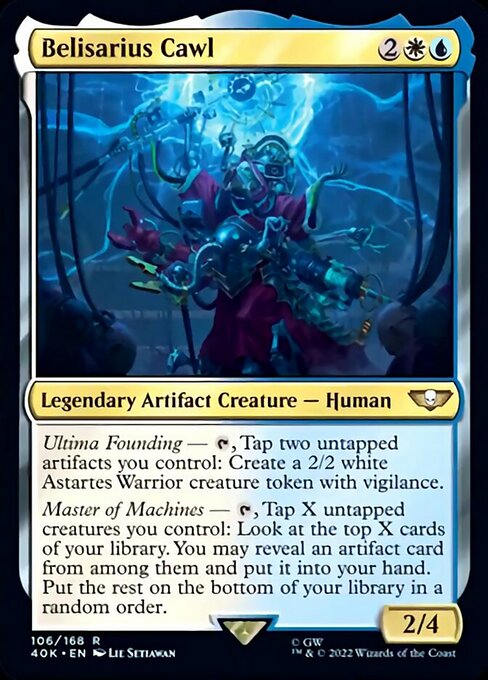 Belisarius Cawl 2
Legendary Artifact Creature — Human
Ultima Founding — , Tap two untapped
artifacts you control: Create a 2/2 white
Astartes Warrior creature token with vigilance.
Master of Machines — , Tap X untapped
creatures you control: Look at the top X cards
of your library. You may reveal an artifact card
from among them and put it into your hand.
Put the rest on the bottom of your library in a
random order.
2/4
106/168 R
40K • EN Lie Setiawan
© GW
™ & © 2022 Wizards of the Coast